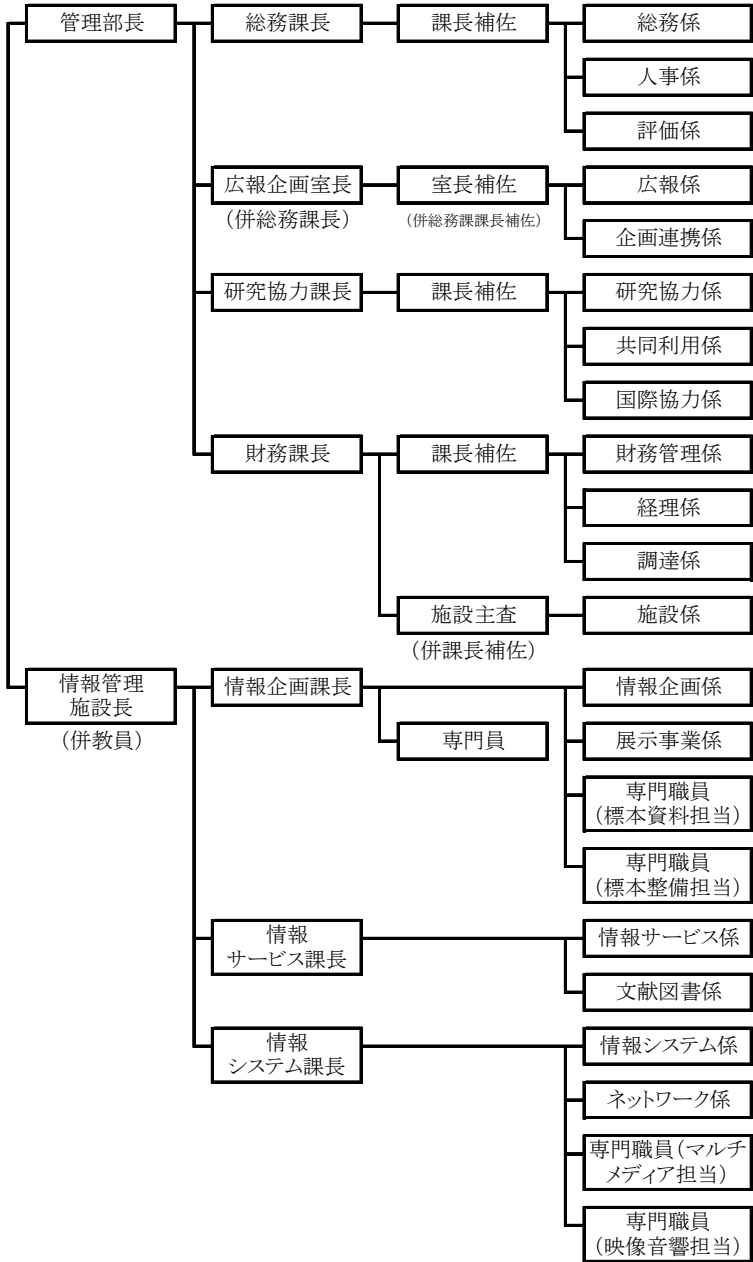 管理部長
総務課長
課長補佐
総務係
人事係
評価係
広報企画室長
(併総務課長)
室長補佐
(併総務課課長補佐)
広報係
企画連携係
研究協力課長
課長補佐
研究協力係
共同利用係
国際協力係
財務課長
課長補佐
財務管理係
経理係
調達係
施設主査
(併課長補佐)
施設係
情報管理
施設長
(併教員)
情報企画課長
専門員
情報企画係
展示事業係
専門職員
(標本資料担当)
専門職員
(標本整備担当)
情報
サービス課長
情報サービス係
文献図書係
情報
システム課長
情報システム係
ネットワーク係
専門職員(マルチ
メディア担当)
専門職員
(映像音響担当)